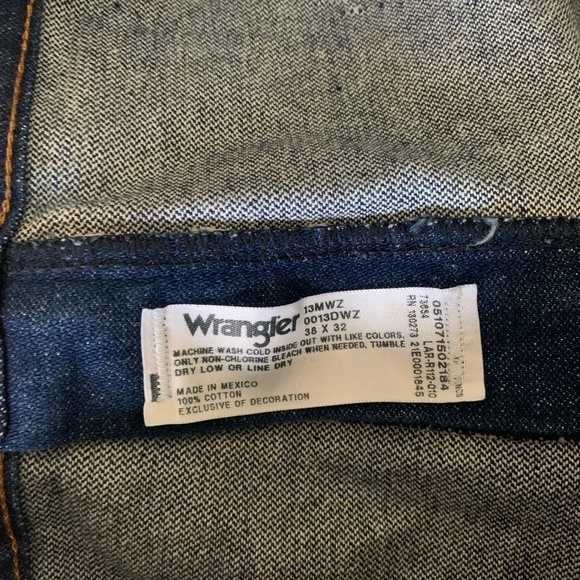 Wrangler
13MWZ
0013DWZ
38 X 32
MACHINE WASH COLD INSIDE OUT WITH LIKE COLORS,
ONLY NON-CHLORINE BLEACH WHEN NEEDED, TUMBLE
DRY LOW OR LINE DRY
MADE IN MEXICO
100% COTTON
EXCLUSIVE OF DECORATION
051071502184
73654 LAR-R112-010
RN 130273 21E0001845